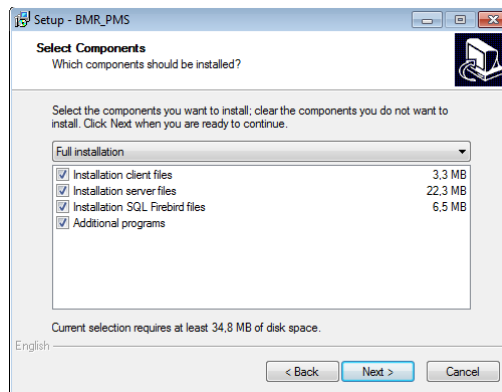 Setup - BMR_PMS
Select Components
Which components should be installed?
Select the components you want to install; clear the components you do not want to
install. Click Next when you are ready to continue.
Full installation
Installation client files 3,3 MB
Installation server files 22,3 MB
Installation SQL Firebird files 6,5 MB
Additional programs
Current selection requires at least 34,8 MB of disk space.
English
< Back Next > Cancel